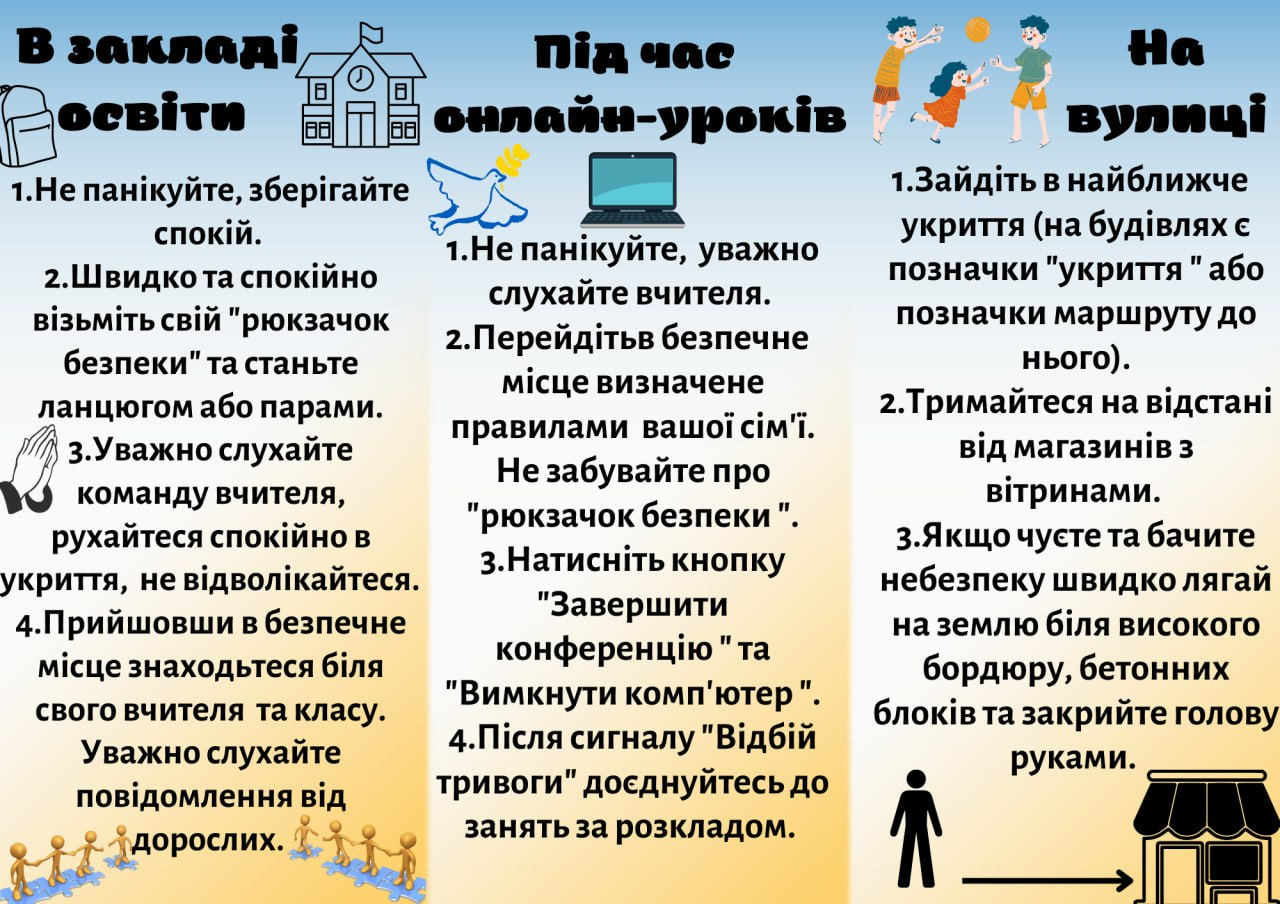 В закладі
освіти
1.Не панікуйте, зберігайте
спокій.
2.Швидко та спокійно
візьміть свій "рюкзачок
безпеки" та станьте
ланцюгом або парами.
3.Уважно слухайте
команду вчителя,
рухайтеся спокійно в
укриття, не відволікайтеся.
4.Прийшовши в безпечне
місце знаходьтеся біля
свого вчителя та класу.
Уважно слухайте
повідомлення від
дорослих.
Під час
онлайн-уроків
1.Не панікуйте, уважно
слухайте вчителя.
2.Перейдітьв безпечне
місце визначене
правилами вашої сім'ї.
Не забувайте про
"рюкзачок безпеки ".
3.Натисніть кнопку
"Завершити
конференцію " та
"Вимкнути комп'ютер ".
4.Після сигналу "Відбій
тривоги" доєднуйтесь до
занять за розкладом.
На
вулиці
1.Зайдіть в найближче
укриття (на будівлях є
позначки "укриття " або
позначки маршруту до
нього).
2.Тримайтеся на відстані
від магазинів з
вітринами.
3.Якщо чуєте та бачите
небезпеку швидко лягай
на землю біля високого
бордюру, бетонних
блоків та закрийте голову
руками.